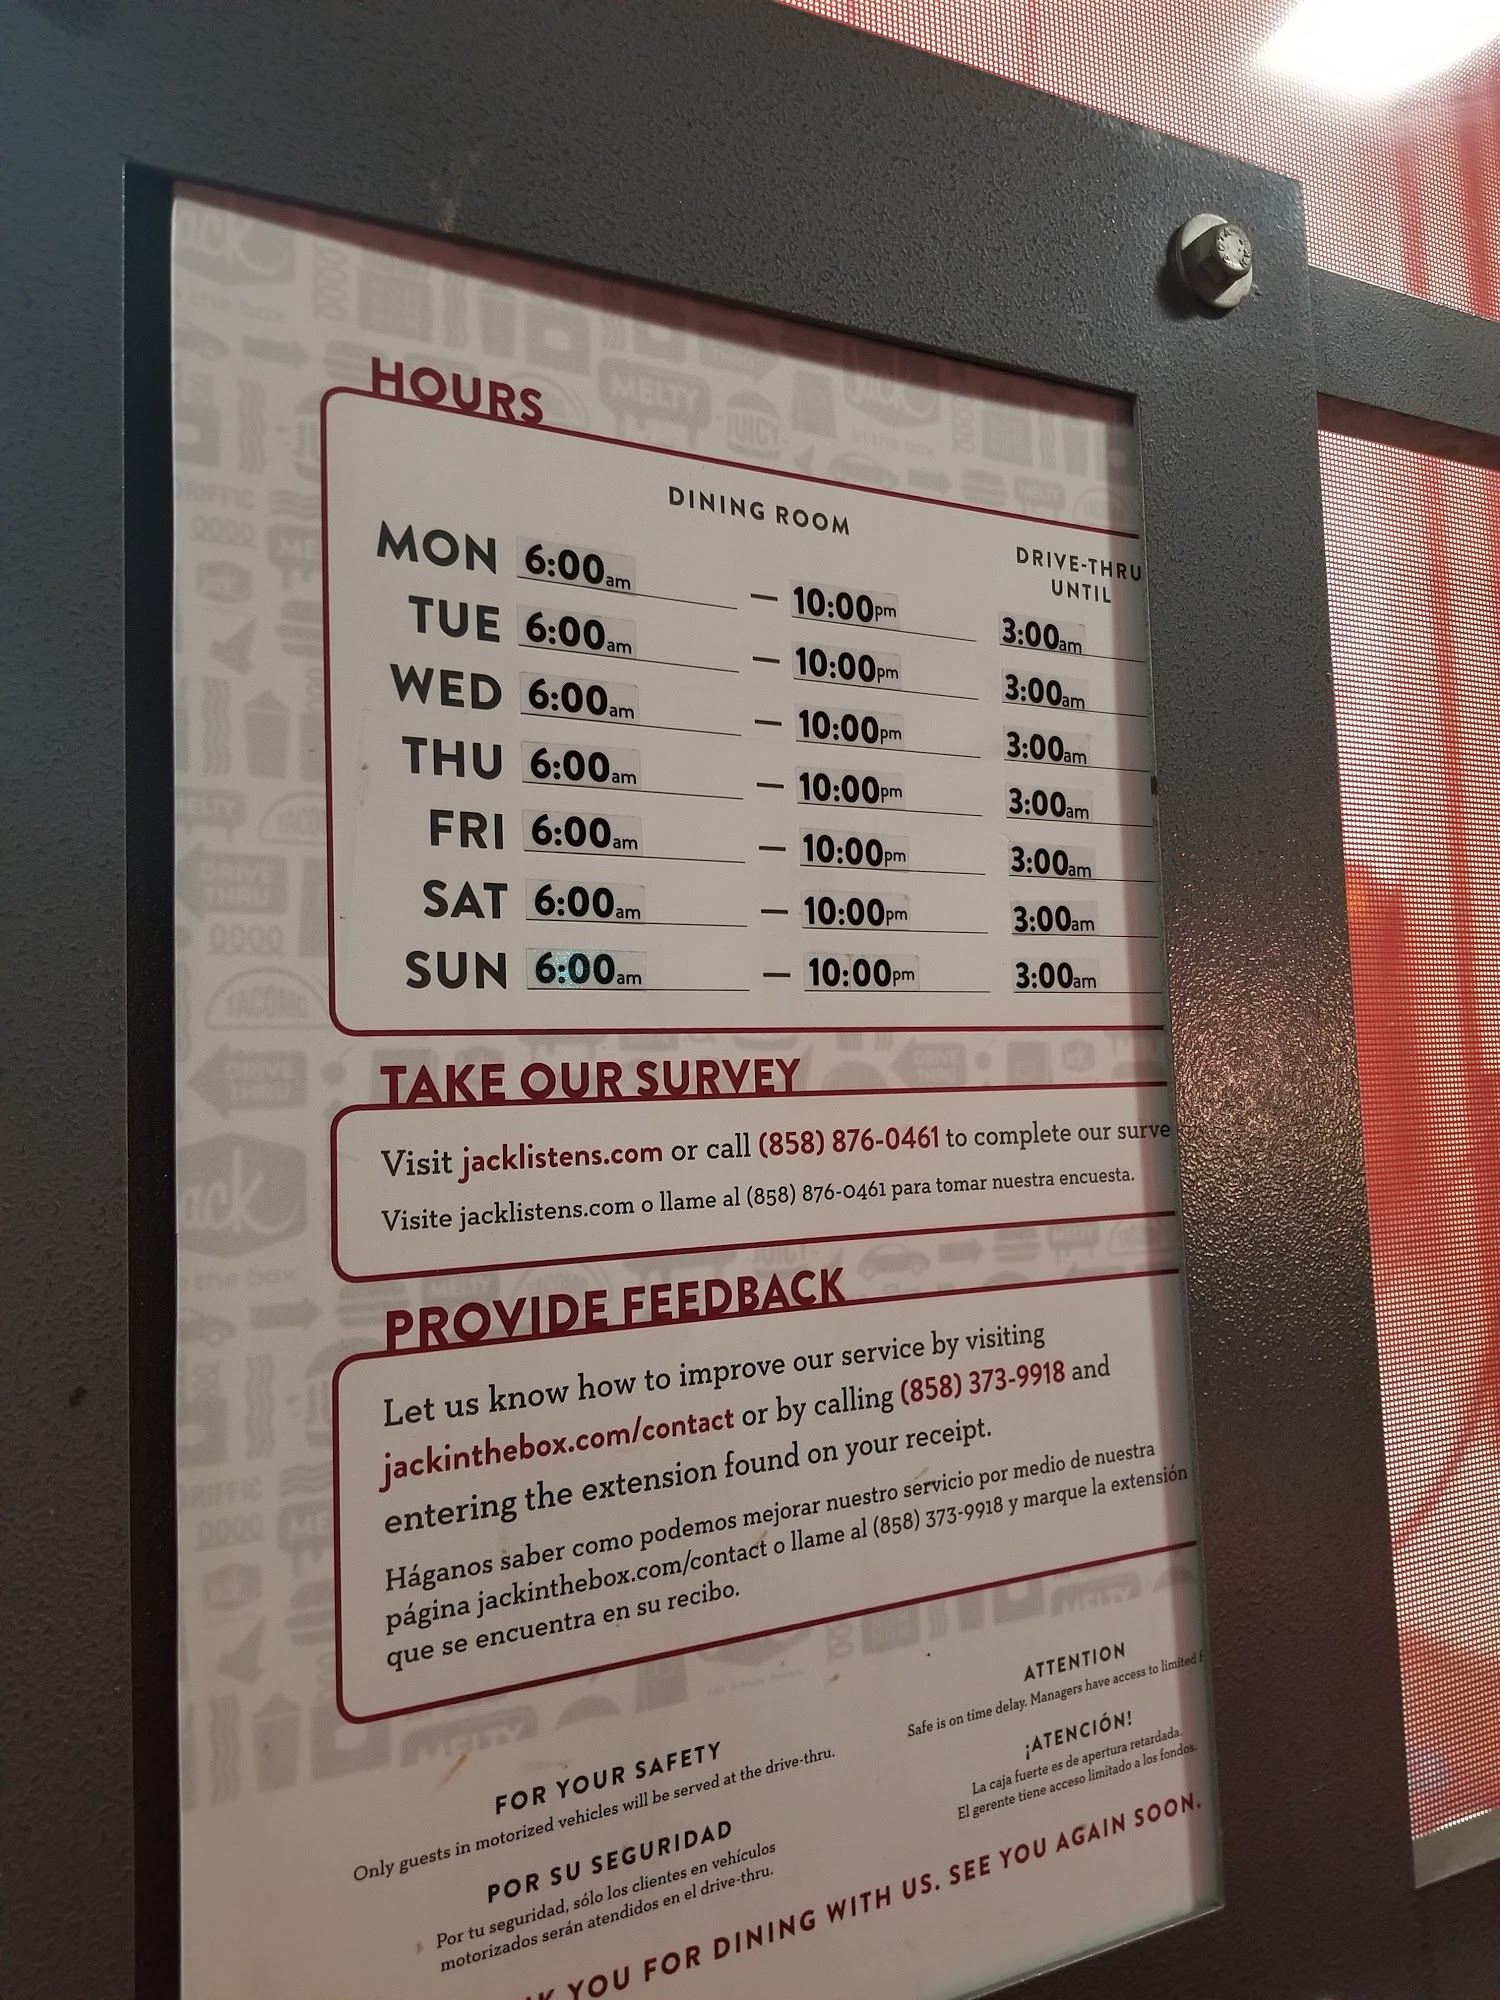 HOURS
DINING ROOM
DRIVE-THRU
UNTIL
MON 6:00am — 10:00pm 3:00am
TUE 6:00am — 10:00pm 3:00am
WED 6:00am — 10:00pm 3:00am
THU 6:00am — 10:00pm 3:00am
FRI 6:00am — 10:00pm 3:00am
SAT 6:00am — 10:00pm 3:00am
SUN 6:00am — 10:00pm 3:00am
TAKE OUR SURVEY
Visit jacklistens.com or call (858) 876-0461 to complete our surve
Visite jacklistens.com o llame al (858) 876-0461 para tomar nuestra encuesta.
PROVIDE FEEDBACK
Let us know how to improve our service by visiting
jackinthebox.com/contact or by calling (858) 373-9918 and
entering the extension found on your receipt.
Háganos saber como podemos mejorar nuestro servicio por medio de nuestra
página jackinthebox.com/contact o llame al (858) 373-9918 y marque la extensión
que se encuentra en su recibo.
FOR YOUR SAFETY
Only guests in motorized vehicles will be served at the drive-thru.
POR SU SEGURIDAD
Por tu seguridad, sólo los clientes en vehículos
motorizados serán atendidos en el drive-thru.
ATTENTION
Safe is on time delay. Managers have access to limited f
¡ATENCIÓN!
La caja fuerte es de apertura retardada.
El gerente tiene acceso limitado a los fondos.
K YOU FOR DINING WITH US. SEE YOU AGAIN SOON.